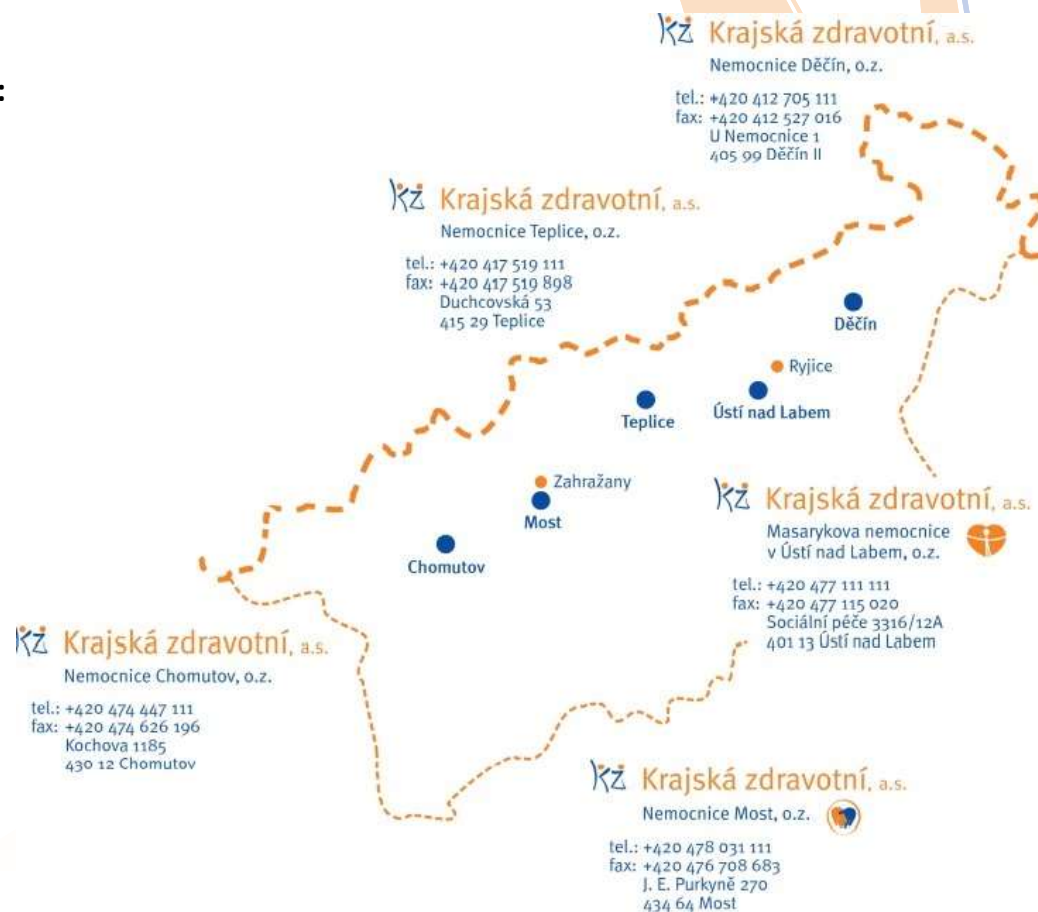 :
KZ Krajská zdravotní, a.s.
Nemocnice Děčín, o.z.
tel.: +420 412 705 111
fax: +420 412 527 016
U Nemocnice 1
405 99 Děčín II
KZ Krajská zdravotní, a.s.
Nemocnice Teplice, o.z.
tel.: +420 417 519 111
fax: +420 417 519 898
Duchcovská 53
415 29 Teplice
Děčín
Ryjice
Ústí nad Labem
Teplice
Zahražany
Most
Chomutov
KZ Krajská zdravotní, a.s.
Masarykova nemocnice
v Ústí nad Labem, o.z.
tel.: +420 477 111 111
fax: +420 477 115 020
Sociální péče 3316/12A
401 13 Ústí nad Labem
KZ Krajská zdravotní, a.s.
Nemocnice Chomutov, o.z.
tel.: +420 474 447 111
fax: +420 474 626 196
Kochova 1185
430 12 Chomutov
KZ Krajská zdravotní, a.s.
Nemocnice Most, o.z.
tel.: +420 478 031 111
fax: +420 476 708 683
J. E. Purkyně 270
434 64 Most